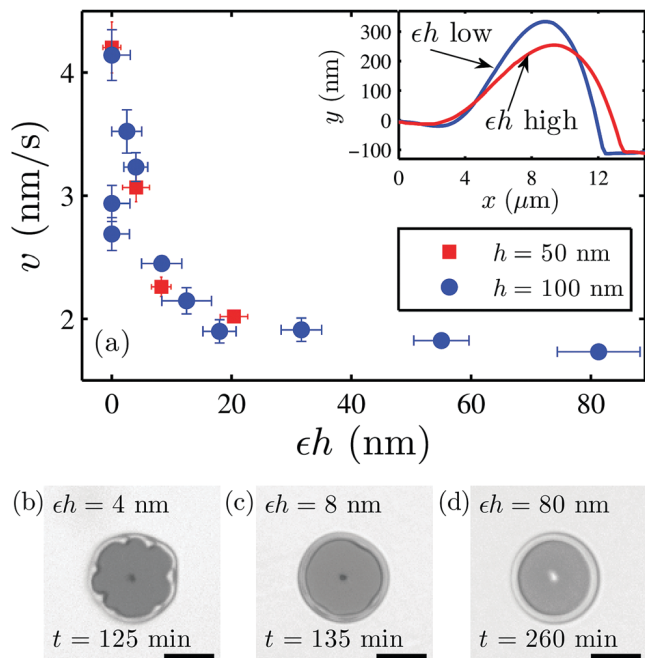 4
3
2
v (nm/s)
(a)
0
20
40
60
80
ϵh (nm)
300
200
100
0
−100
y (nm)
0
4
8
12
x (μm)
ϵh low
ϵh high
h = 50 nm
h = 100 nm
(b)
ϵh = 4 nm
t = 125 min
(c)
ϵh = 8 nm
t = 135 min
(d)
ϵh = 80 nm
t = 260 min